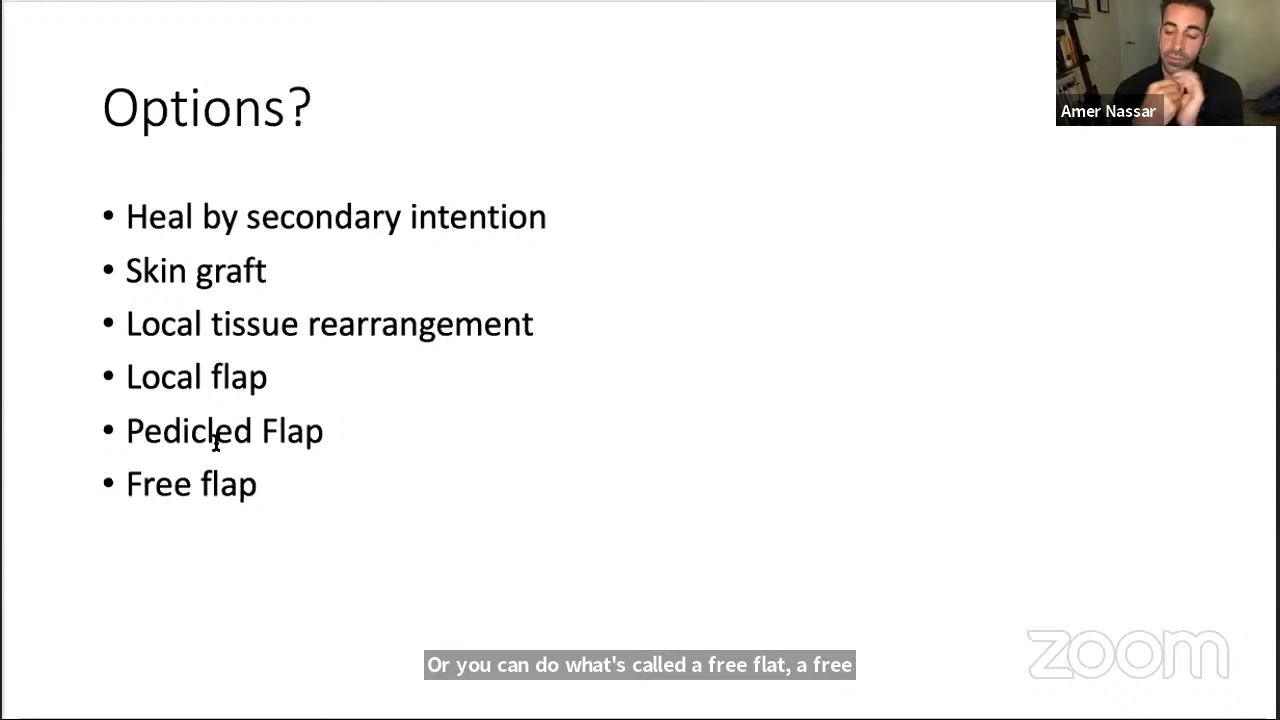 Options?
Amer Nassar
• Heal by secondary intention
• Skin graft
• Local tissue rearrangement
• Local flap
• Pedicled Flap
• Free flap
zoom
Or you can do what's called a free flat, a free